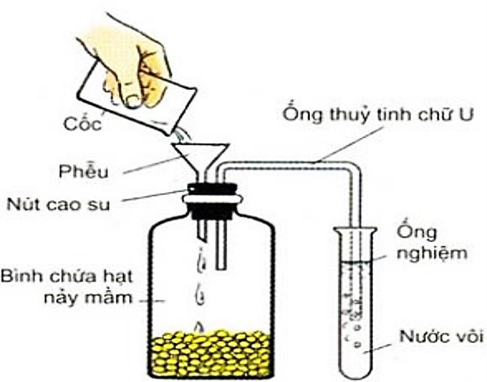 Cốc
Ống thuỷ tinh chữ U
Phễu
Nút cao su
Ống
nghiệm
Bình chứa hạt
nảy mầm
Nước vôi